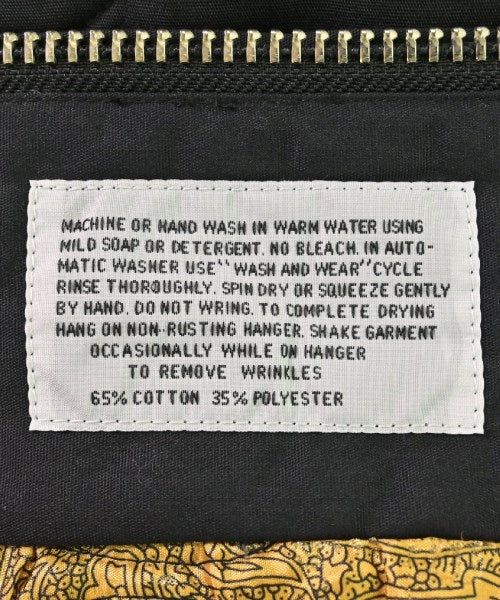 MACHINE OR HAND WASH IN WARM WATER USING
MILD SOAP OR DETERGENT. NO BLEACH. IN AUTO-
MATIC WASHER USE "WASH AND WEAR" CYCLE
RINSE THOROUGHLY. SPIN DRY OR SQUEEZE GENTLY
BY HAND. DO NOT WRING. TO COMPLETE DRYING
HANG ON NON-RUSTING HANGER. SHAKE GARMENT
OCCASIONALLY WHILE ON HANGER
TO REMOVE WRINKLES
65% COTTON 35% POLYESTER